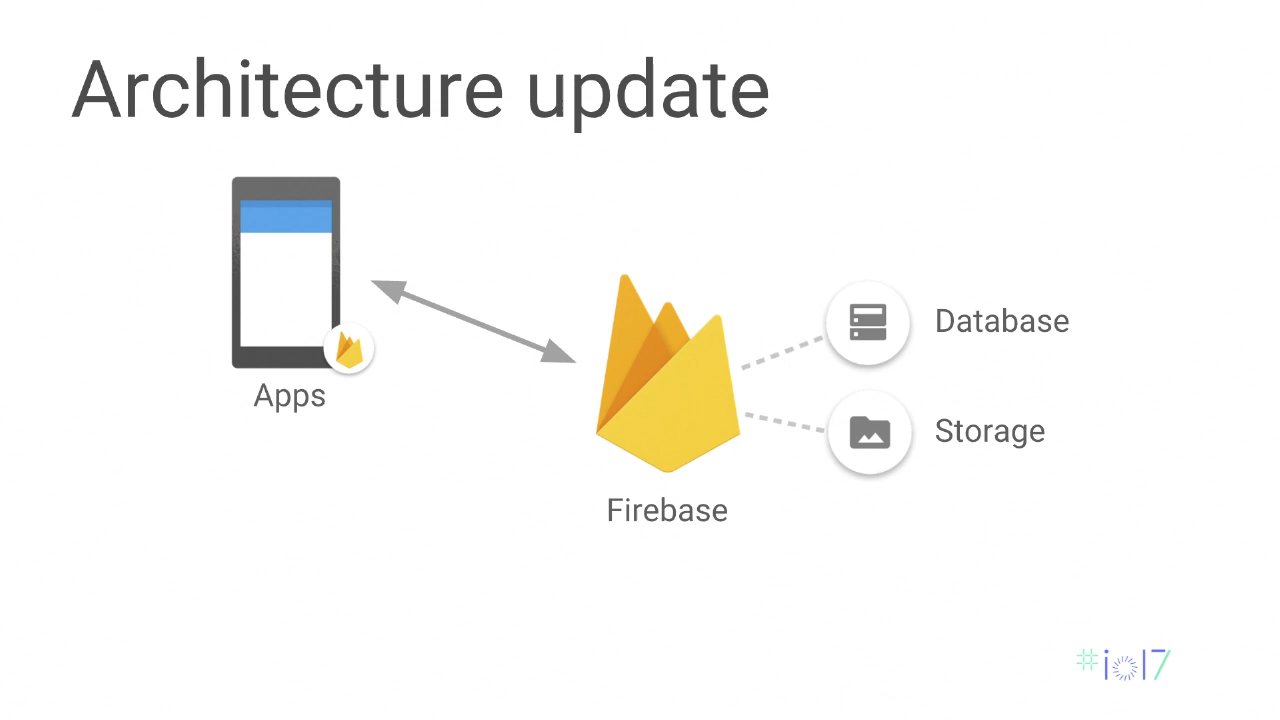 Architecture update
Apps
Database
Storage
Firebase
#io17